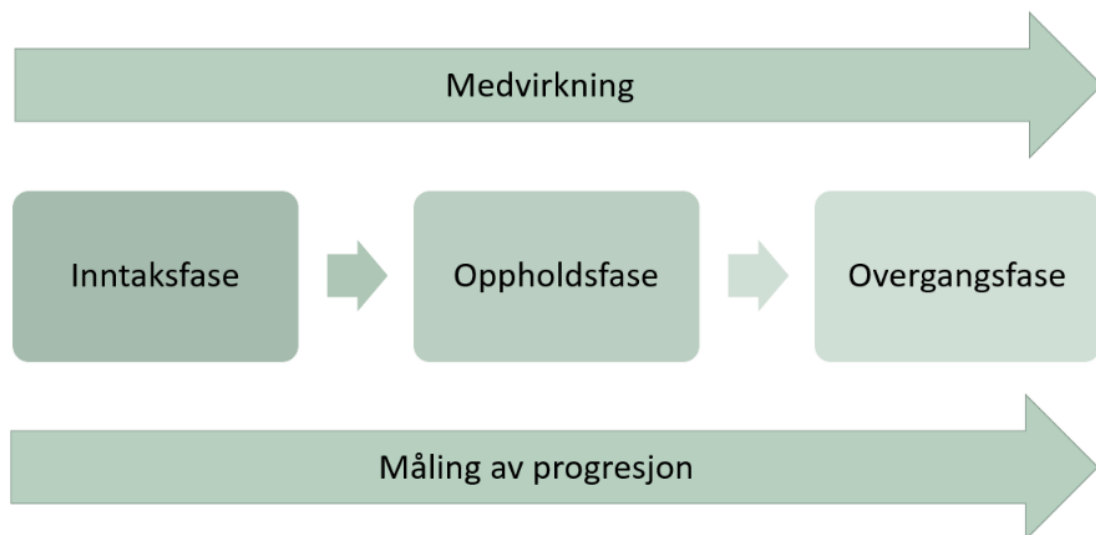 Medvirkning
Inntaksfase
Oppholdsfase
Overgangsfase
Måling av progresjon